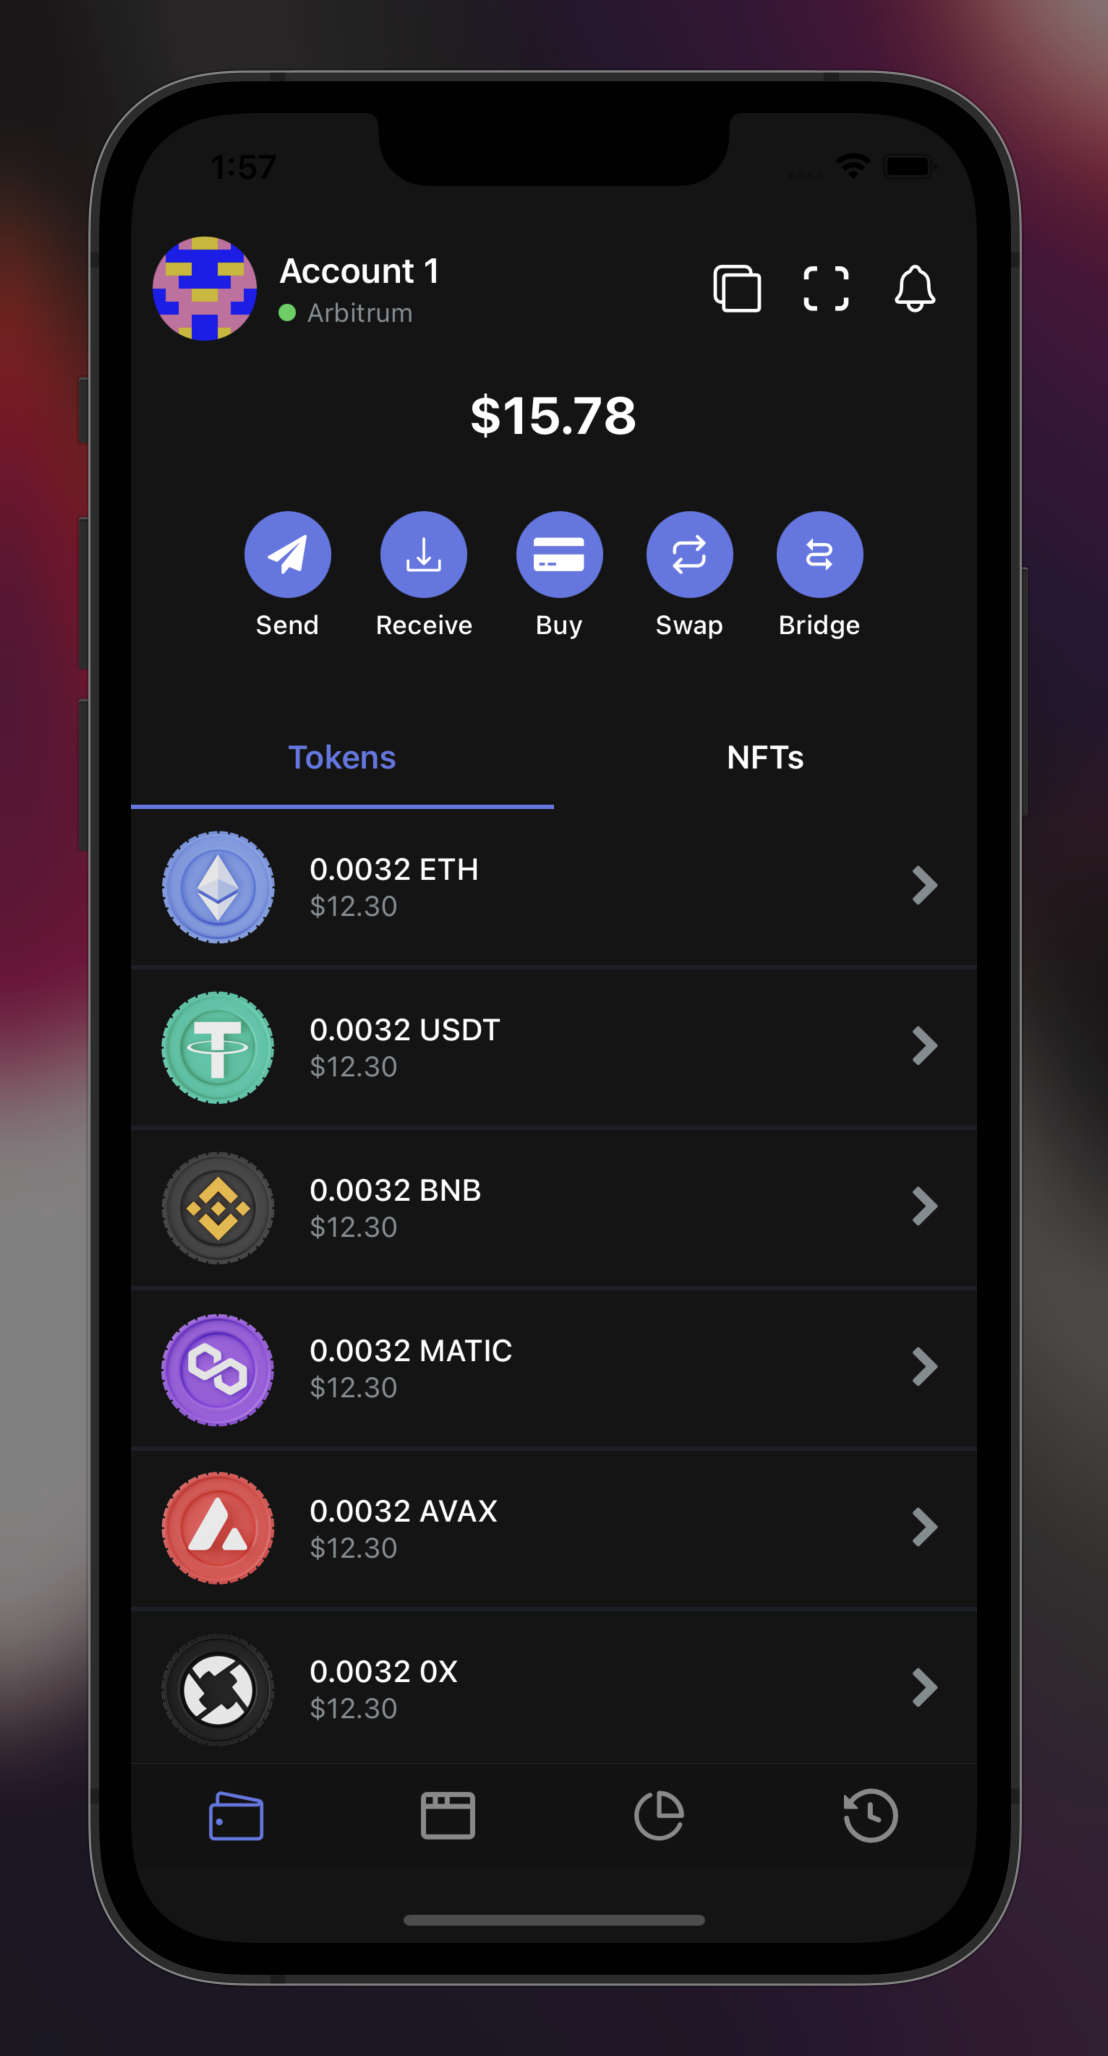 1:57
Account 1
Arbitrum
$15.78
Send Receive Buy Swap Bridge
Tokens NFTs
0.0032 ETH
$12.30
0.0032 USDT
$12.30
0.0032 BNB
$12.30
0.0032 MATIC
$12.30
0.0032 AVAX
$12.30
0.0032 0X
$12.30